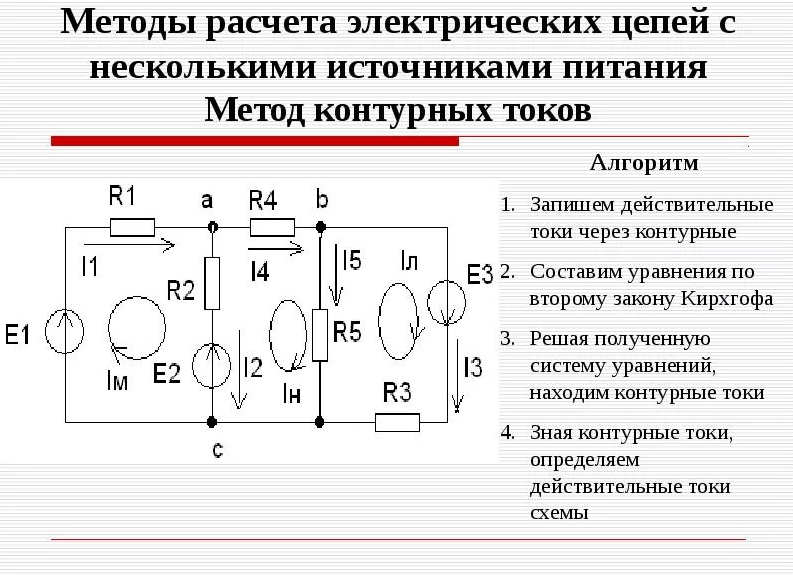 Методы расчета электрических цепей с
несколькими источниками питания
Метод контурных токов
Алгоритм
1. Запишем действительные
токи через контурные
2. Составим уравнения по
второму закону Кирхгофа
3. Решая полученную
систему уравнений,
находим контурные токи
4. Зная контурные токи,
определяем
действительные токи
схемы
R1 a R4 b
I1 I4 I5 Iл
R2 E3
E1 R5
Iм E2 I2 Iн I3
R3
c